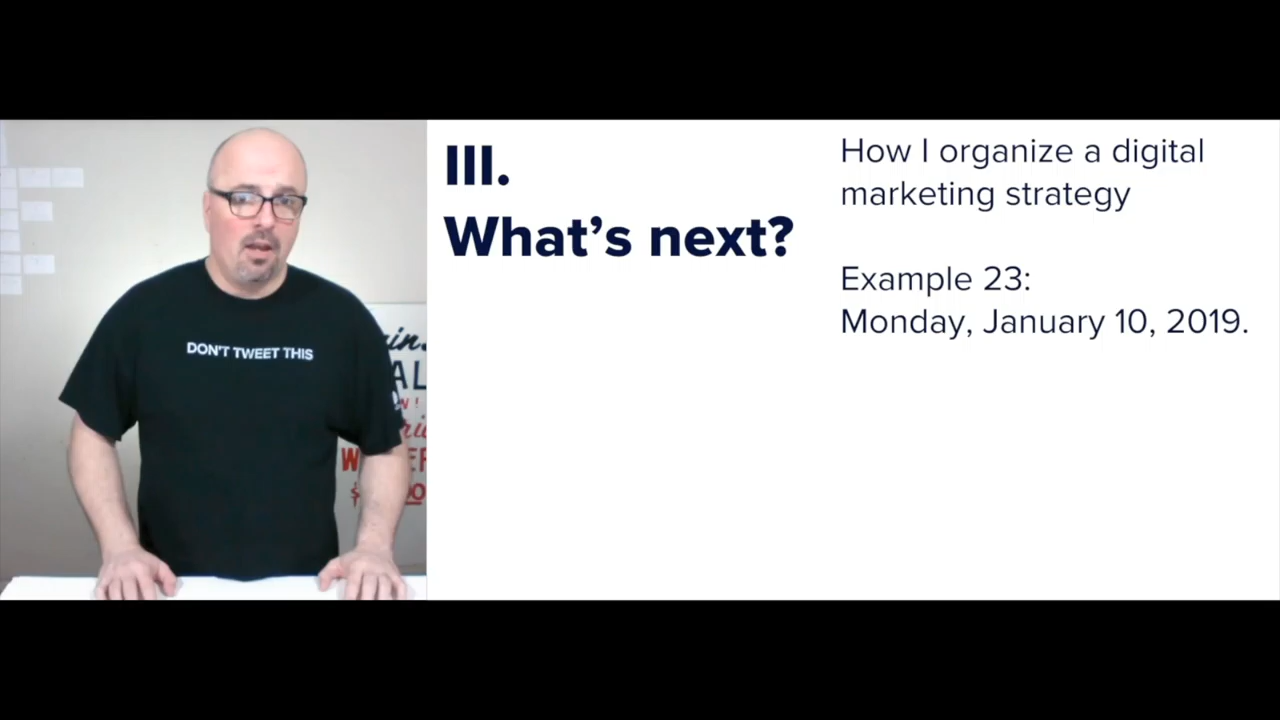 III.
What's next?
How I organize a digital
marketing strategy
Example 23:
Monday, January 10, 2019.
DON'T TWEET THIS